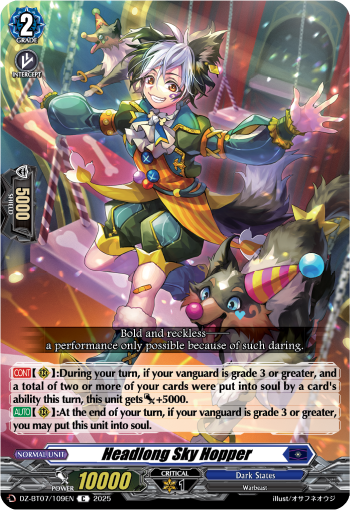 2
GRADE
INTERCEPT
5000
SHIELD
Bold and reckless——
a performance only possible because of such daring.
CONT【】:During your turn, if your vanguard is grade 3 or greater, and
a total of two or more of your cards were put into soul by a card's
ability this turn, this unit gets +5000.
AUTO【】:At the end of your turn, if your vanguard is grade 3 or greater,
you may put this unit into soul.
NORMAL UNIT
Headlong Sky Hopper
POWER 10000 CRITICAL 1 Dark States
Warbeast
DZ-BT07/109EN C 2025 illust/オサフネオウジ